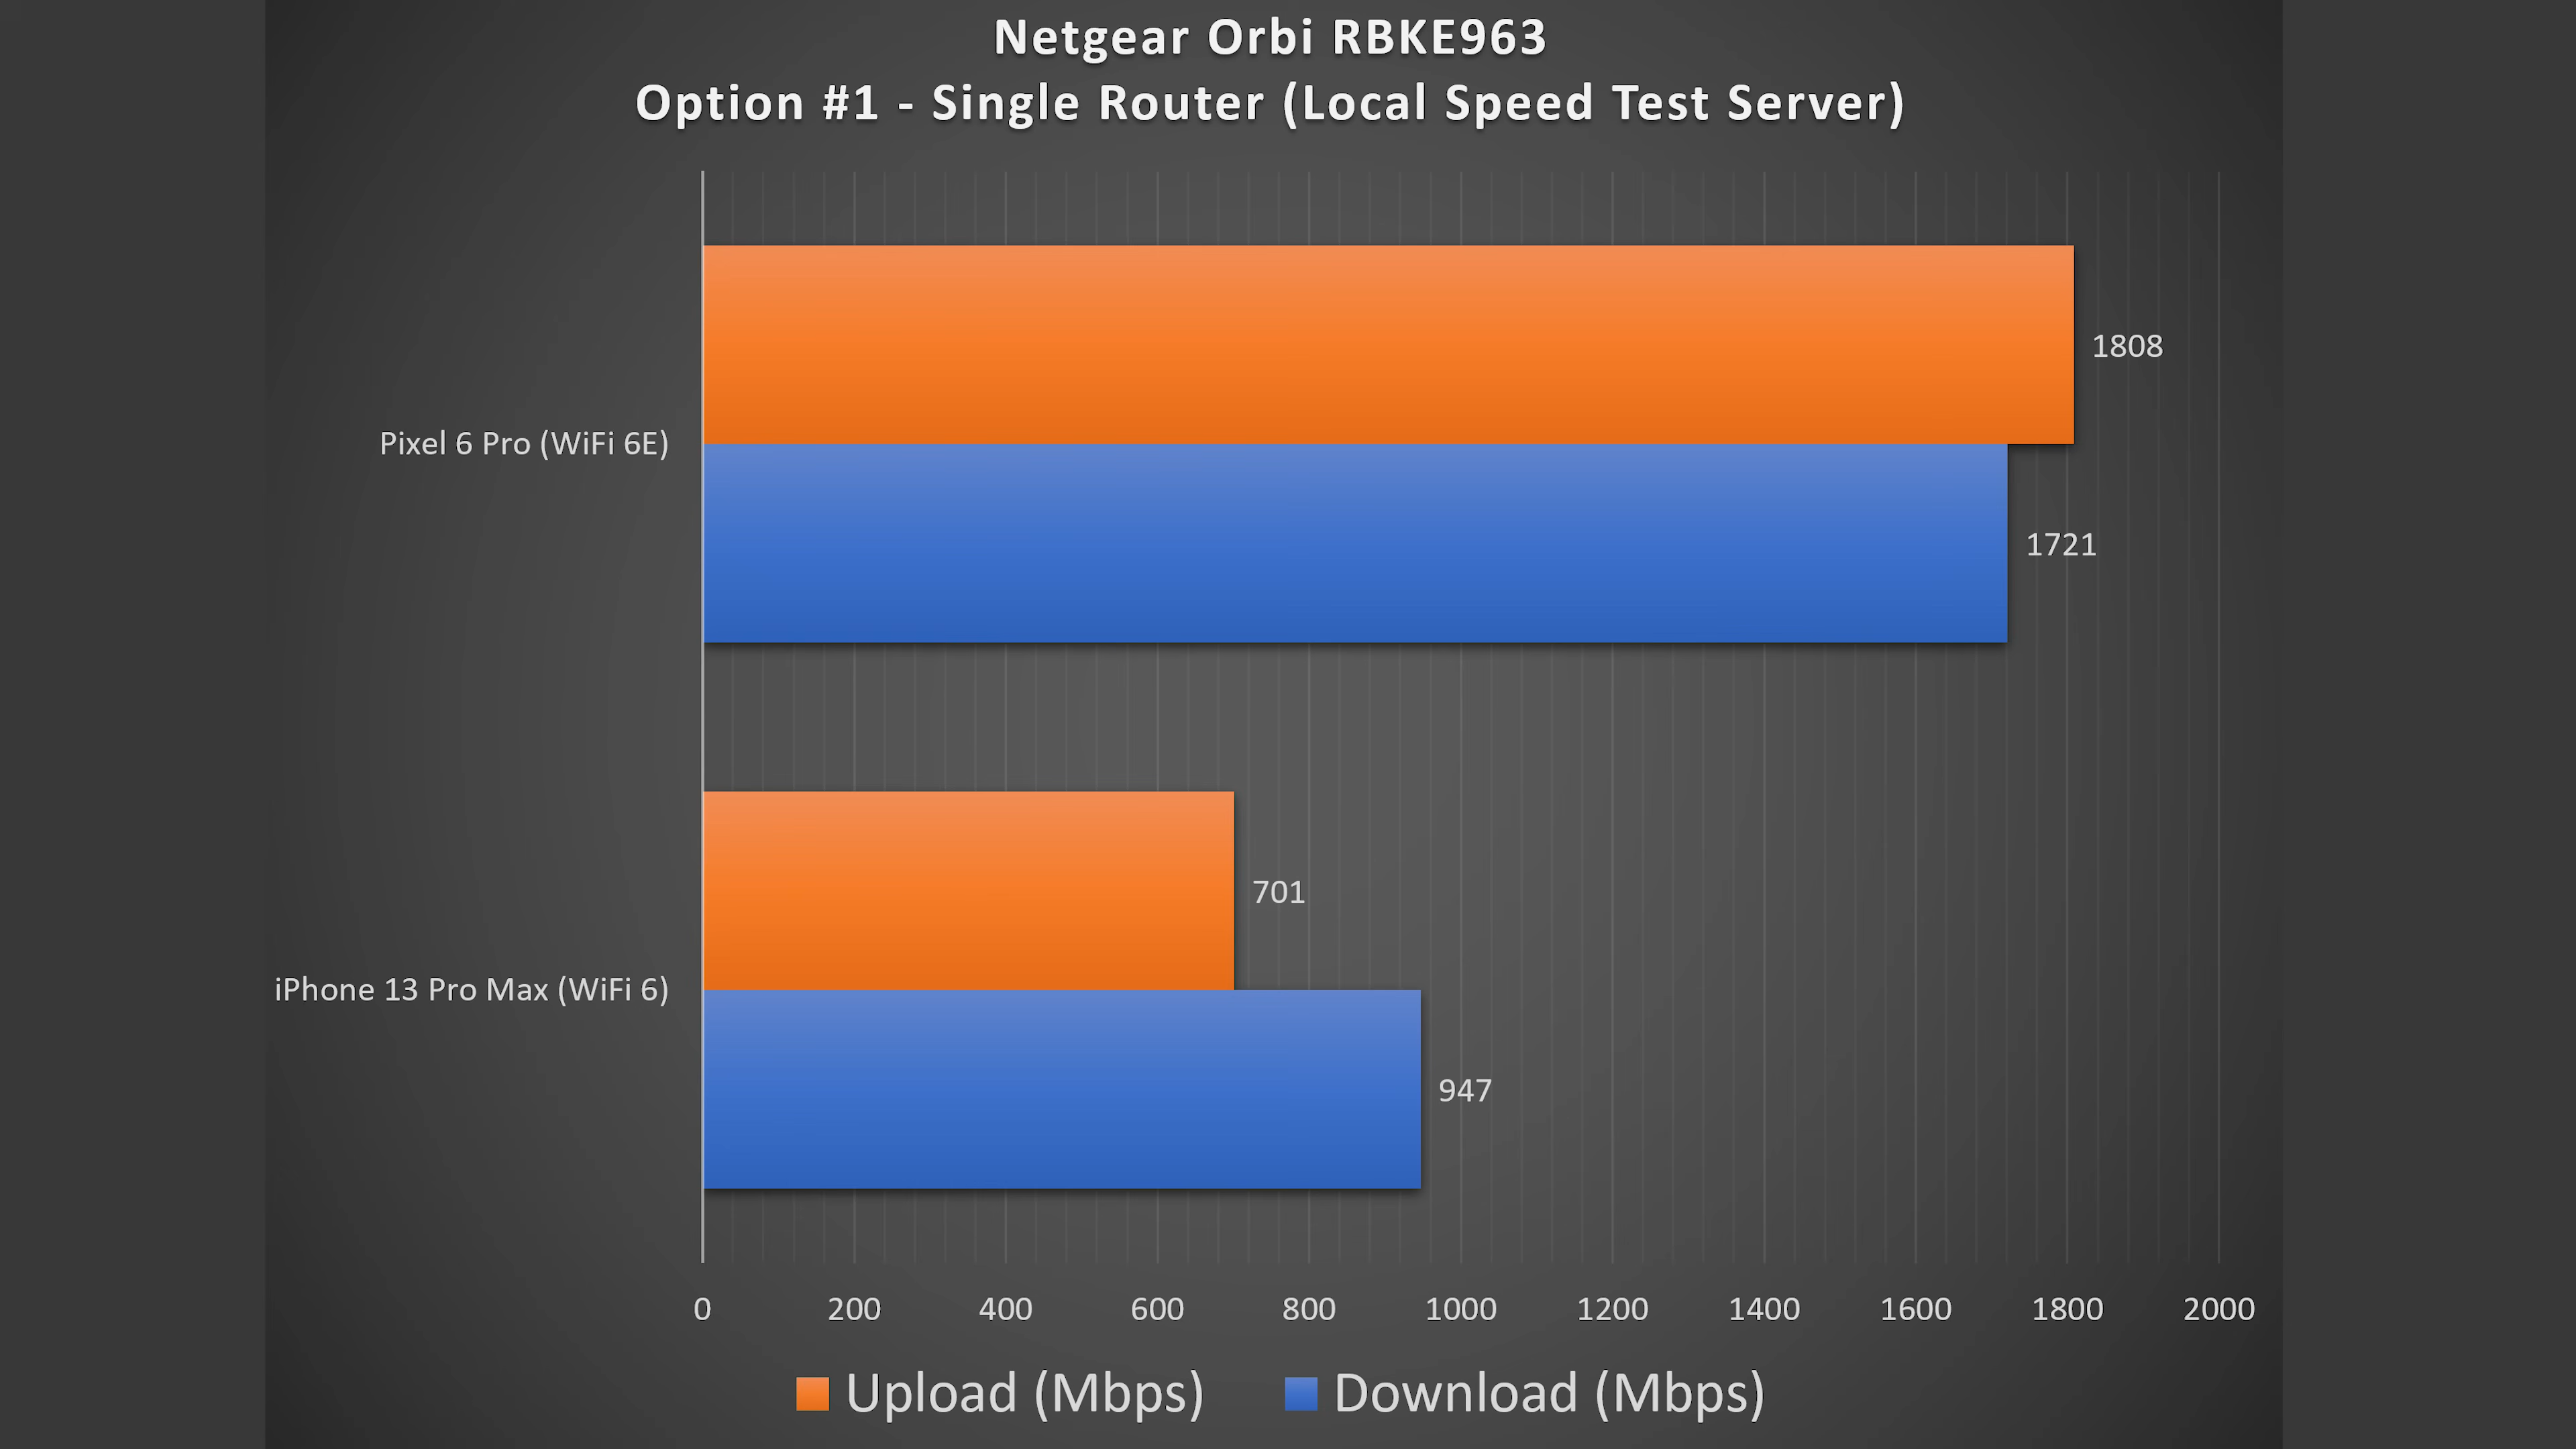 Netgear Orbi RBKE963
Option #1 - Single Router (Local Speed Test Server)
1808
Pixel 6 Pro (WiFi 6E)
1721
701
iPhone 13 Pro Max (WiFi 6)
947
0 200 400 600 800 1000 1200 1400 1600 1800 2000
Upload (Mbps) Download (Mbps)